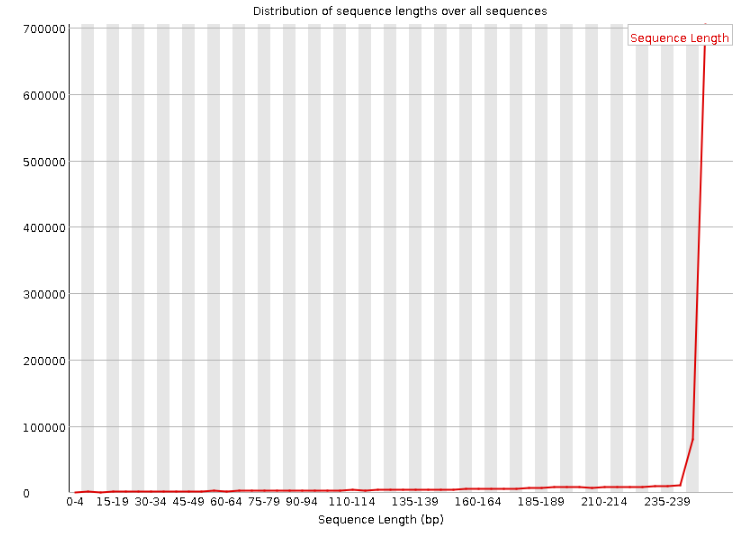 Distribution of sequence lengths over all sequences
Sequence Length
700000
600000
500000
400000
300000
200000
100000
0
0-4 15-19 30-34 45-49 60-64 75-79 90-94 110-114 135-139 160-164 185-189 210-214 235-239
Sequence Length (bp)